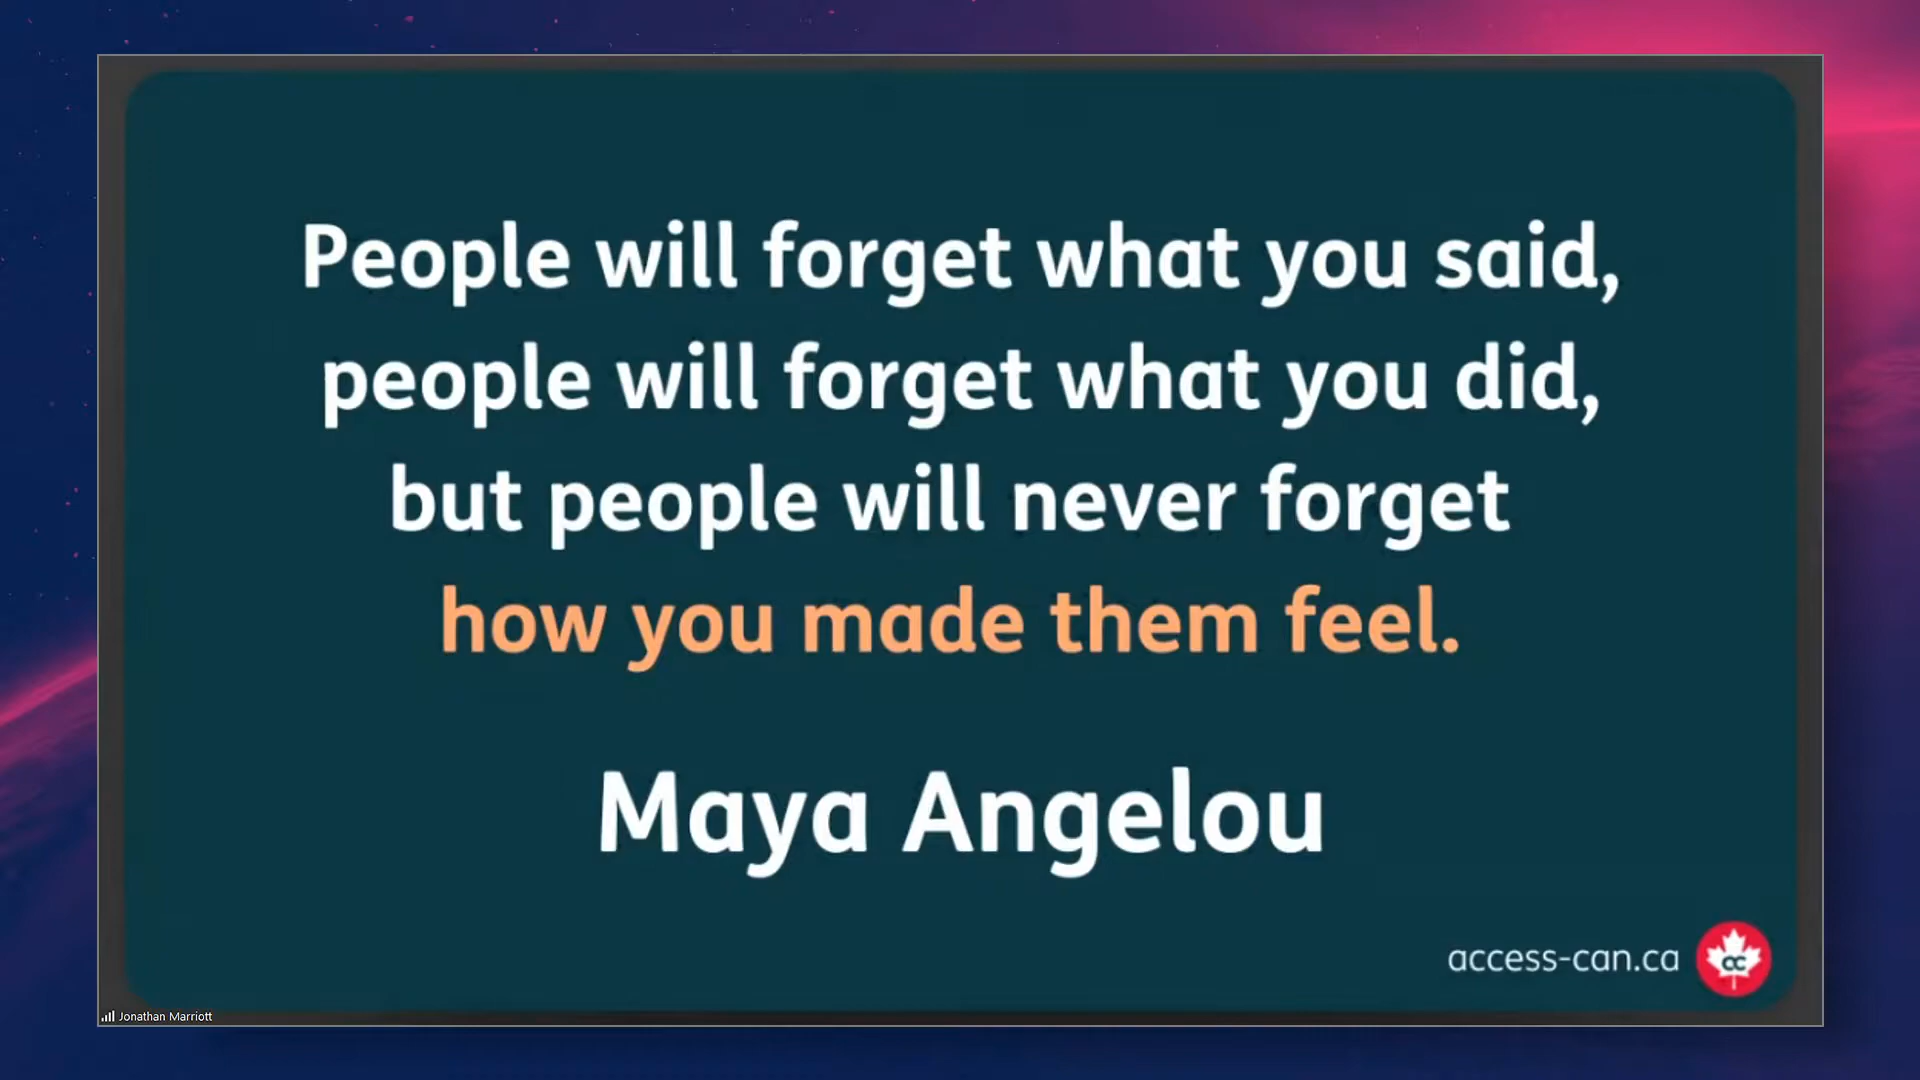 People will forget what you said,
people will forget what you did,
but people will never forget
how you made them feel.
Maya Angelou
access-can.ca
ac
Jonathan Marriott